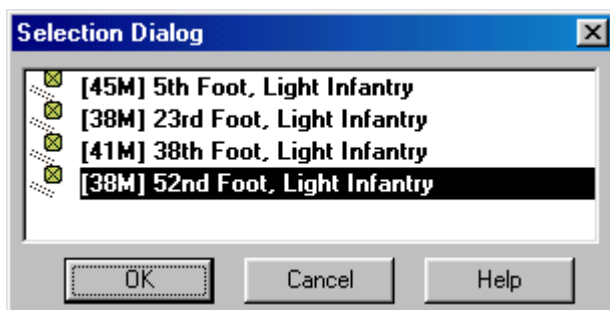 Selection Dialog
[45M] 5th Foot, Light Infantry
[38M] 23rd Foot, Light Infantry
[41M] 38th Foot, Light Infantry
[38M] 52nd Foot, Light Infantry
OK Cancel Help